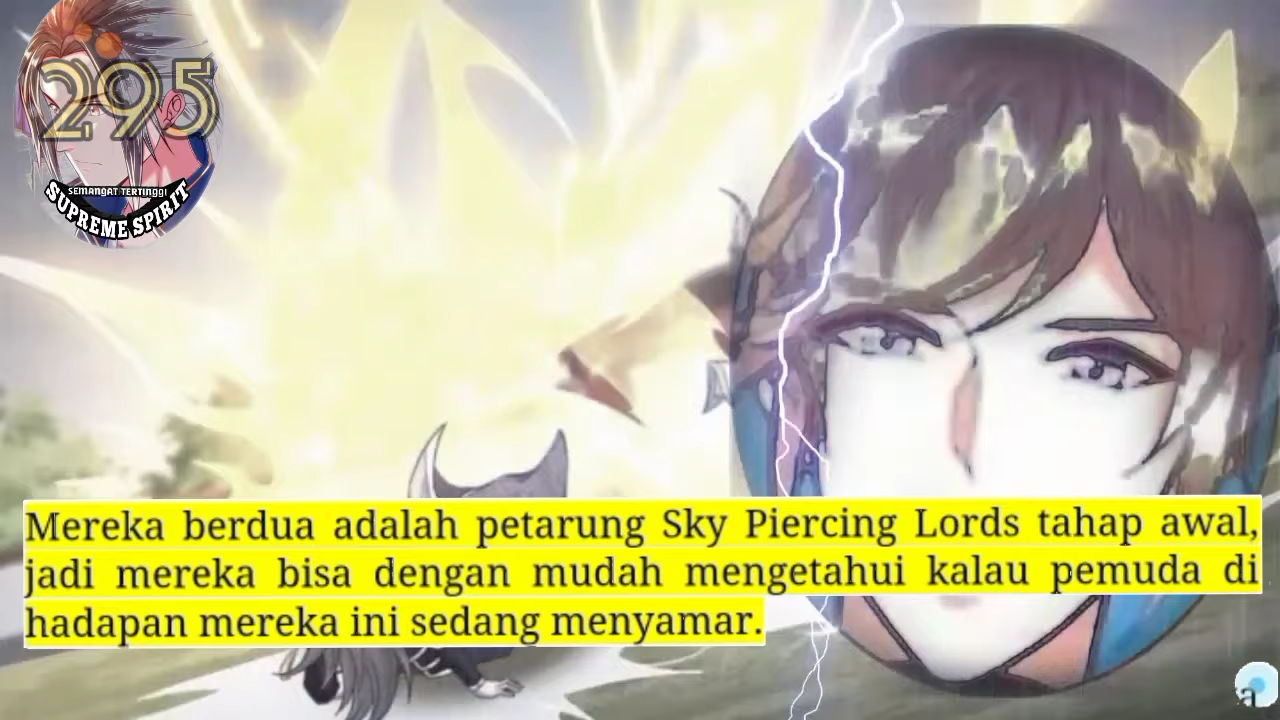 295
SEMANGAT TERTINGGI
SUPREME SPIRIT
Mereka berdua adalah petarung Sky Piercing Lords tahap awal,
jadi mereka bisa dengan mudah mengetahui kalau pemuda di
hadapan mereka ini sedang menyamar.
a